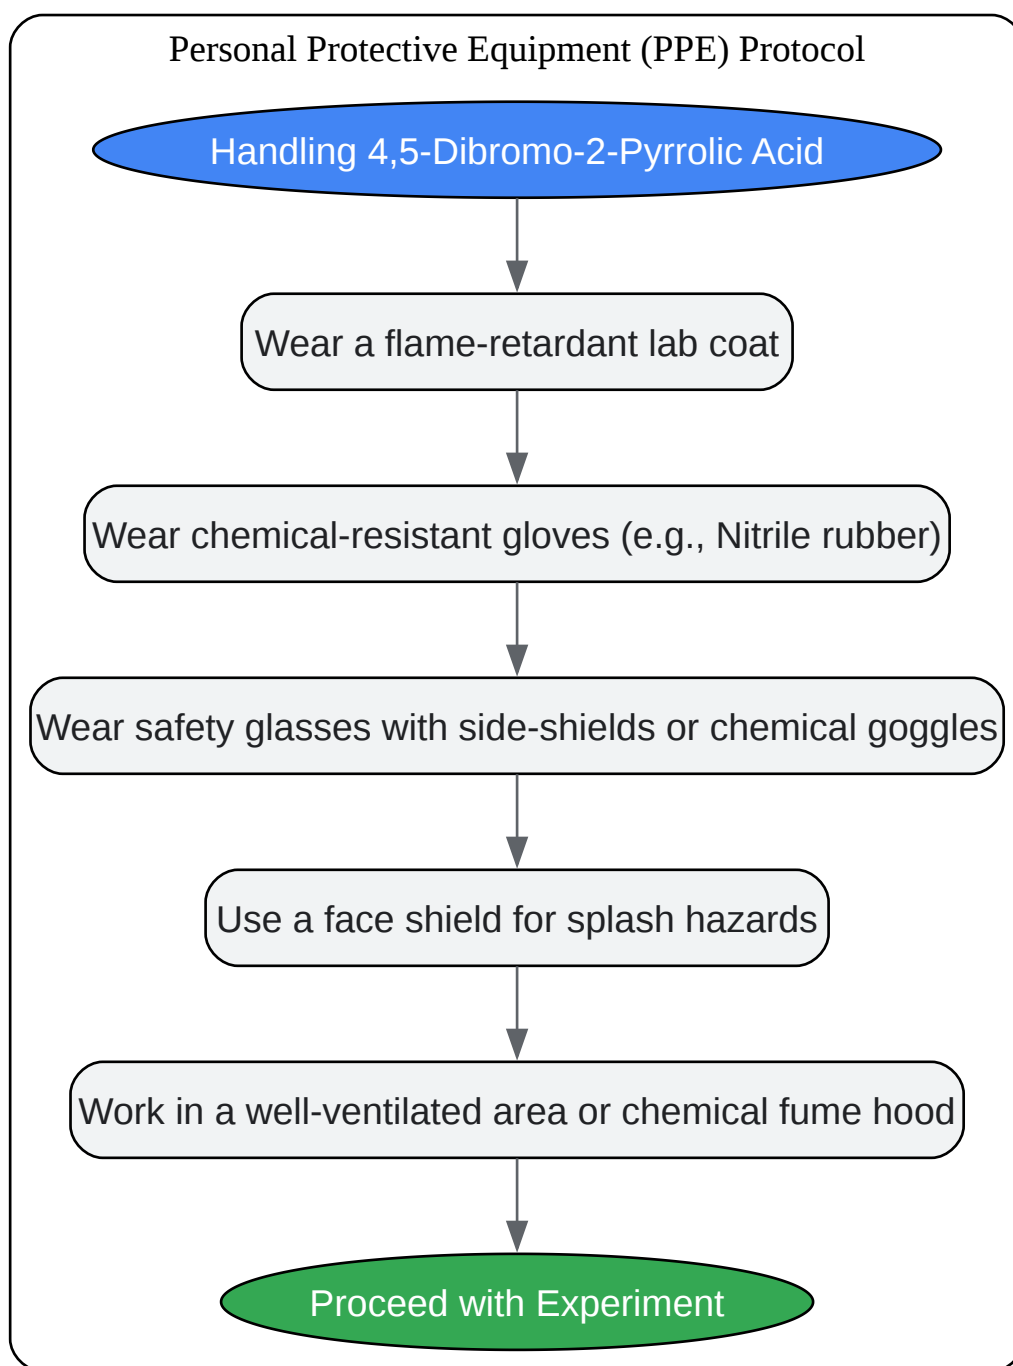 Personal Protective Equipment (PPE) Protocol
Handling 4,5-Dibromo-2-Pyrrolic Acid
Wear a flame-retardant lab coat
Wear chemical-resistant gloves (e.g., Nitrile rubber)
Wear safety glasses with side-shields or chemical goggles
Use a face shield for splash hazards
Work in a well-ventilated area or chemical fume hood
Proceed with Experiment